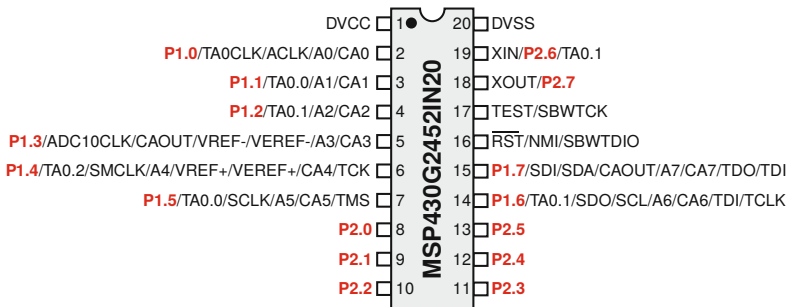 DVCC 1 20 DVSS
P1.0/TA0CLK/ACLK/A0/CA0 2 19 XIN/P2.6/TA0.1
P1.1/TA0.0/A1/CA1 3 18 XOUT/P2.7
P1.2/TA0.1/A2/CA2 4 17 TEST/SBWTCK
P1.3/ADC10CLK/CAOUT/VREF-/VEREF-/A3/CA3 5 16 RST/NMI/SBWTDIO
P1.4/TA0.2/SMCLK/A4/VREF+/VEREF+/CA4/TCK 6 15 P1.7/SDI/SDA/CAOUT/A7/CA7/TDO/TDI
P1.5/TA0.0/SCLK/A5/CA5/TMS 7 14 P1.6/TA0.1/SDO/SCL/A6/CA6/TDI/TCLK
P2.0 8 13 P2.5
P2.1 9 12 P2.4
P2.2 10 11 P2.3
MSP430G2452IN20